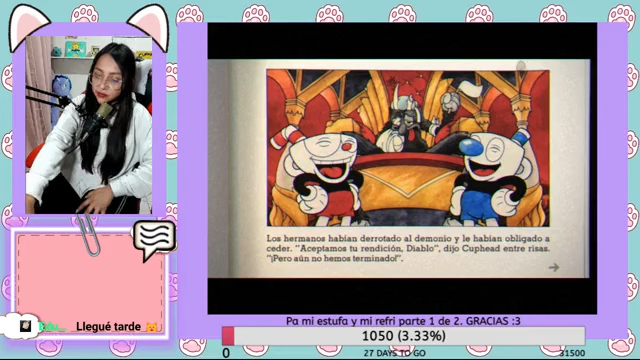 Los hermanos habían derrotado al demonio y le habían obligado a
ceder. "Aceptamos tu rendición, Diablo", dijo Cuphead entre risas.
"¡Pero aún no hemos terminado!".
Llegué tarde
Pa mi estufa y mi refri parte 1 de 2. GRACIAS :3
1050 (3.33%)
0
27 DAYS TO GO
31500